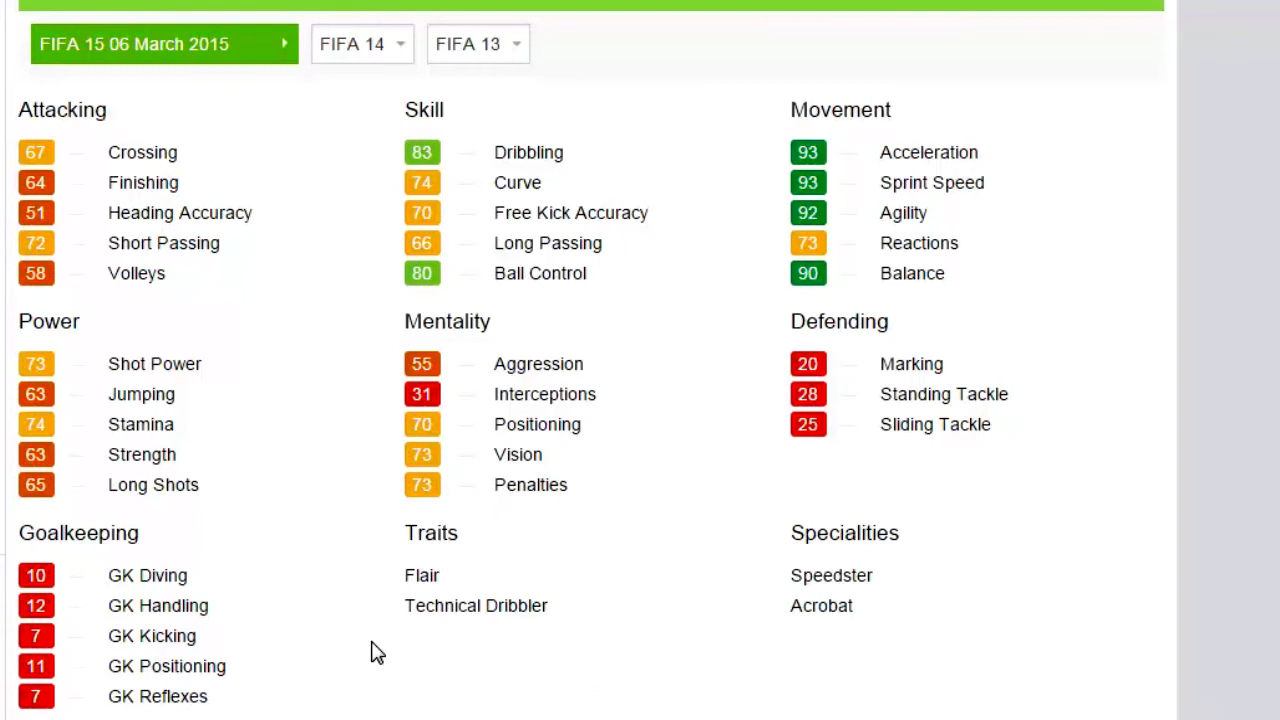 FIFA 15 06 March 2015 FIFA 14 FIFA 13
Attacking
67 Crossing
64 Finishing
51 Heading Accuracy
72 Short Passing
58 Volleys
Skill
83 Dribbling
74 Curve
70 Free Kick Accuracy
66 Long Passing
80 Ball Control
Movement
93 Acceleration
93 Sprint Speed
92 Agility
73 Reactions
90 Balance
Power
73 Shot Power
63 Jumping
74 Stamina
63 Strength
65 Long Shots
Mentality
55 Aggression
31 Interceptions
70 Positioning
73 Vision
73 Penalties
Defending
20 Marking
28 Standing Tackle
25 Sliding Tackle
Goalkeeping
10 GK Diving
12 GK Handling
7 GK Kicking
11 GK Positioning
7 GK Reflexes
Traits
Flair
Technical Dribbler
Specialities
Speedster
Acrobat